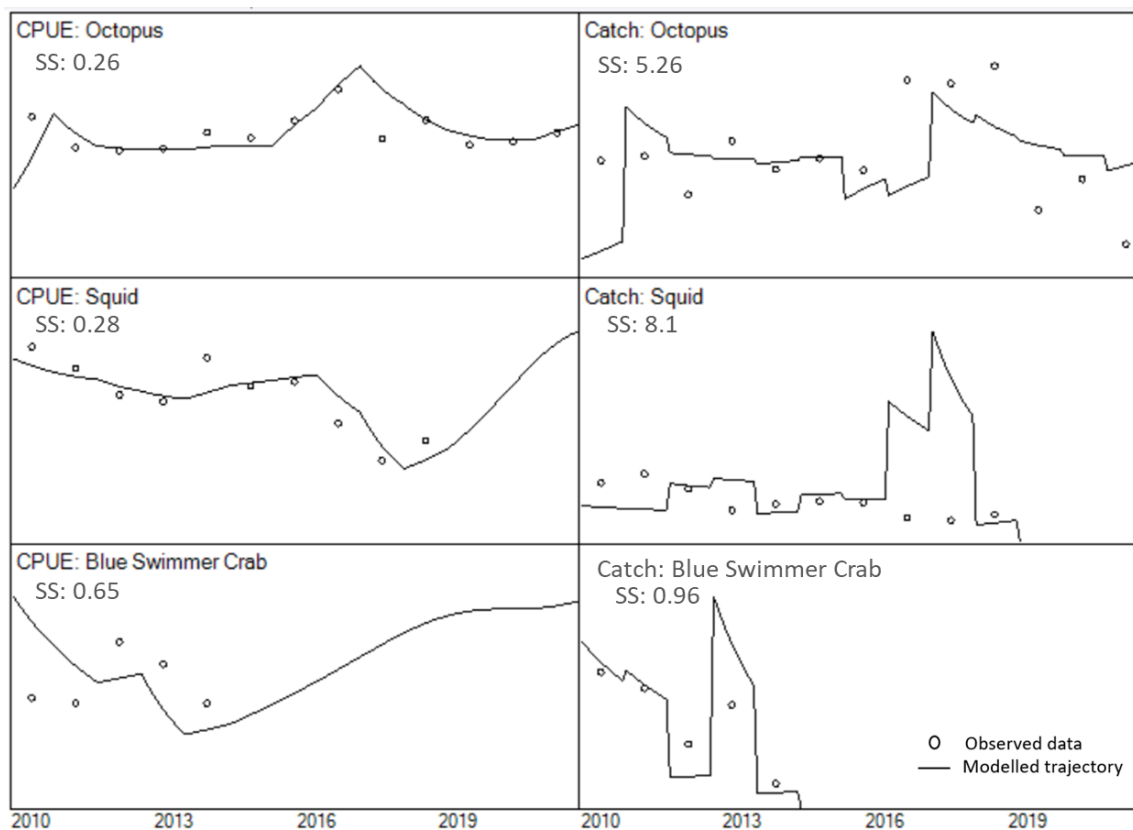 CPUE: Octopus
SS: 0.26
Catch: Octopus
SS: 5.26
CPUE: Squid
SS: 0.28
Catch: Squid
SS: 8.1
CPUE: Blue Swimmer Crab
SS: 0.65
Catch: Blue Swimmer Crab
SS: 0.96
Observed data
Modelled trajectory
2010 2013 2016 2019 2010 2013 2016 2019